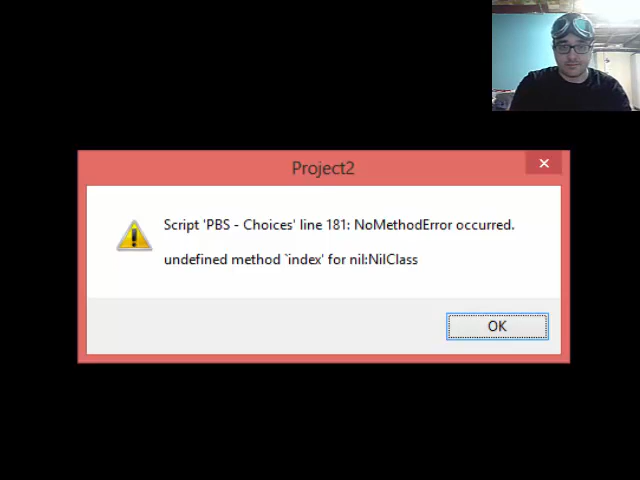 Project2
Script 'PBS - Choices' line 181: NoMethodError occurred.
undefined method `index' for nil:NilClass
OK